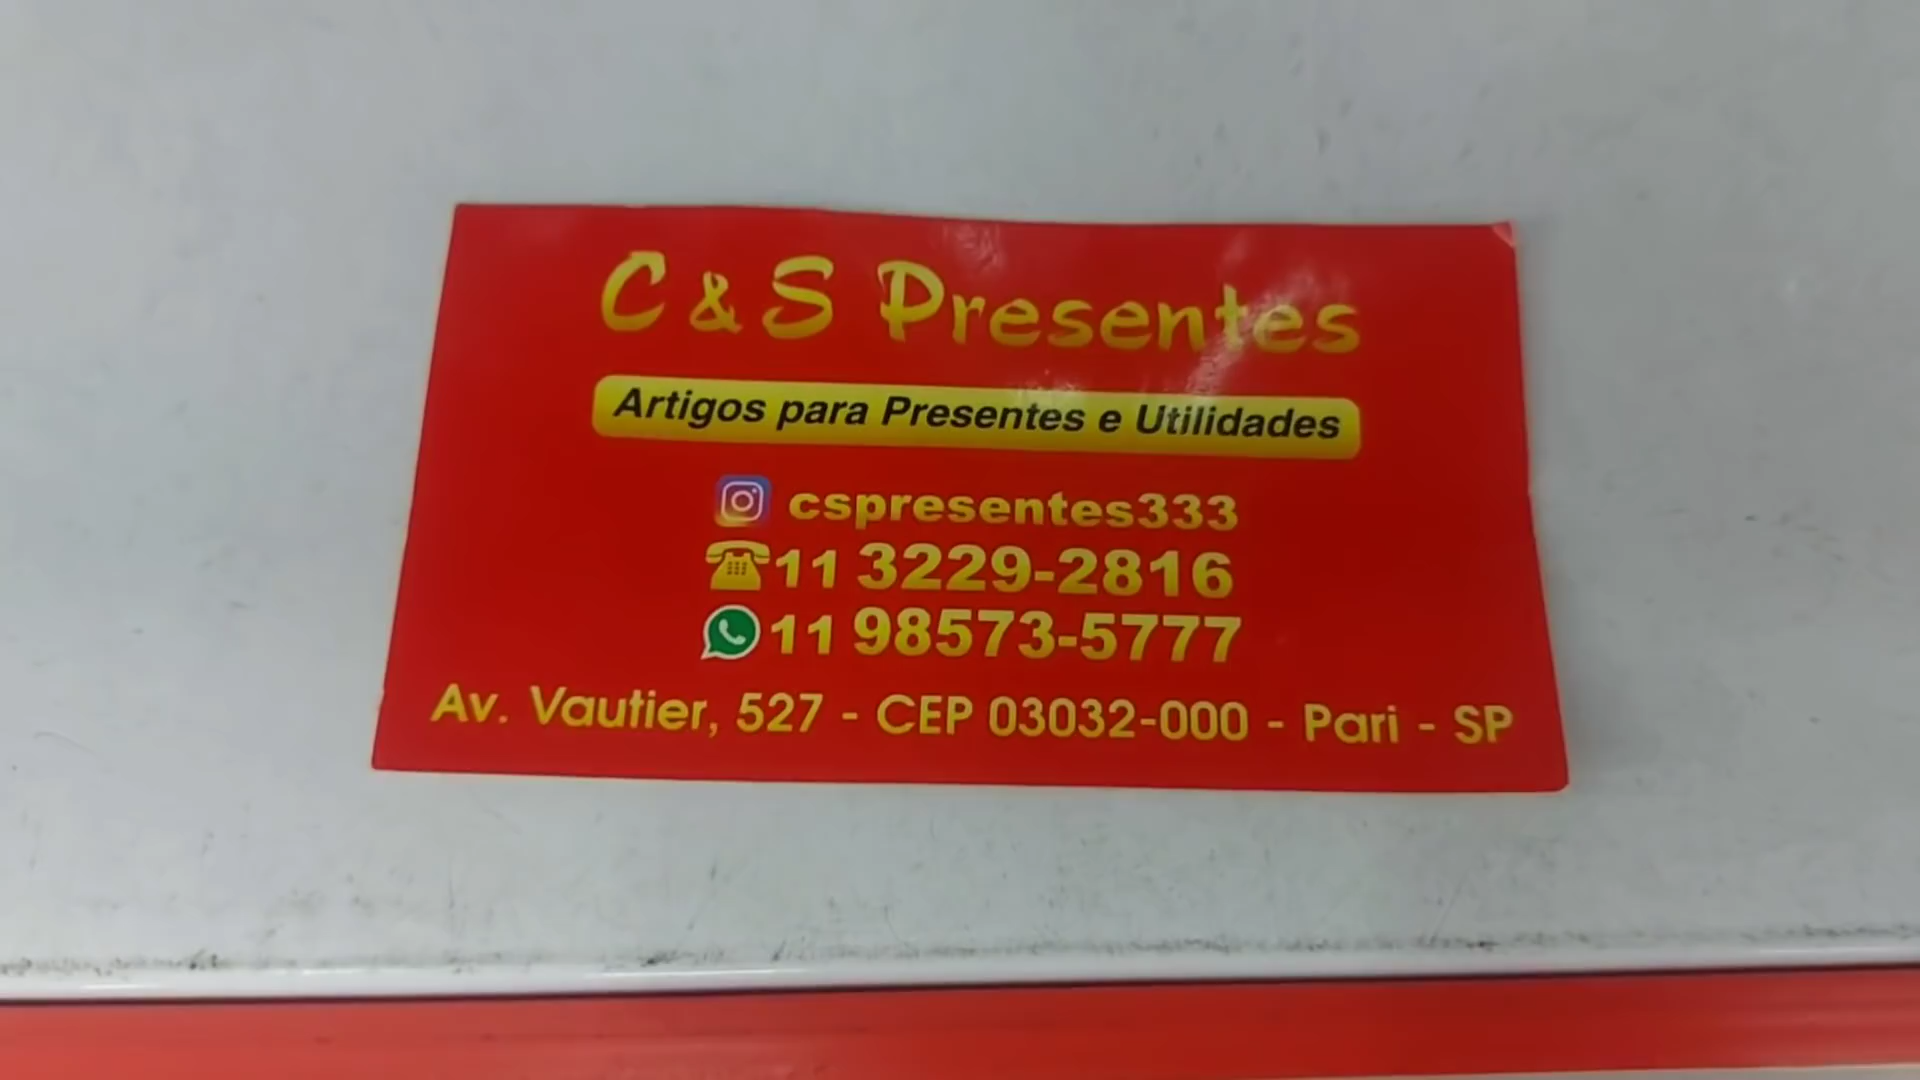 C & S Presentes
Artigos para Presentes e Utilidades
cspresentes333
11 3229-2816
11 98573-5777
Av. Vautier, 527 - CEP 03032-000 - Pari - SP